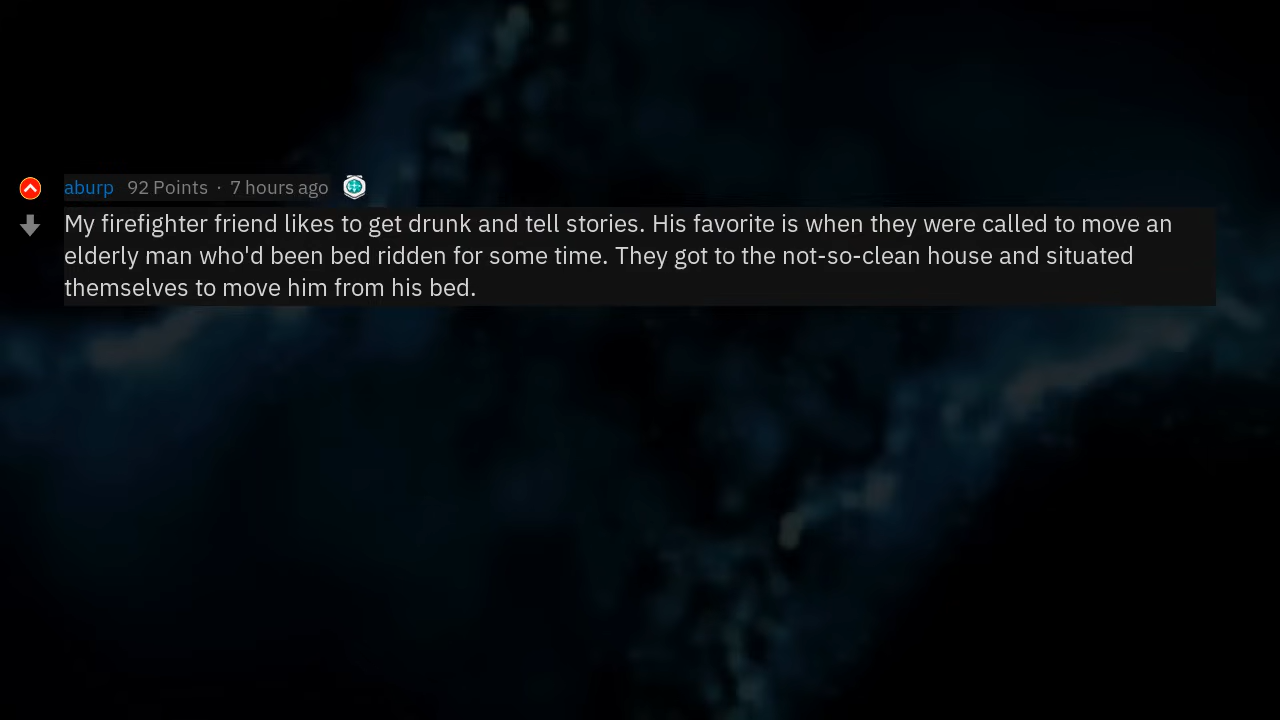 aburp 92 Points · 7 hours ago
My firefighter friend likes to get drunk and tell stories. His favorite is when they were called to move an
elderly man who'd been bed ridden for some time. They got to the not-so-clean house and situated
themselves to move him from his bed.